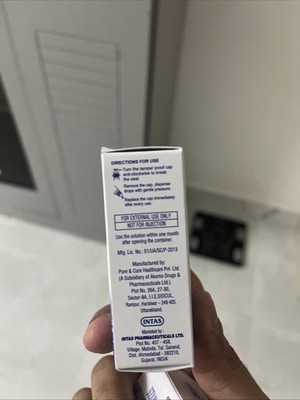 DIRECTIONS FOR USE
Turn the tamper proof cap
anti-clockwise to break
the seal.
Remove the cap, dispense
drops with gentle pressure.
Replace the cap immediately
after every use.
FOR EXTERNAL USE ONLY
NOT FOR INJECTION
Use the solution within one month
after opening the container.
Mfg. Lic. No.: 51/UA/SC/P-2013
Manufactured by:
Pure & Cure Healthcare Pvt. Ltd.
(A Subsidiary of Akums Drugs &
Pharmaceuticals Ltd.)
Plot No. 26A, 27-30,
Sector-8A, I.I.E., SIDCUL,
Ranipur, Haridwar - 249 403,
Uttarakhand.
INTAS
Marketed by:
INTAS PHARMACEUTICALS LTD.
Plot No. 457 - 458,
Village: Matoda, Tal. Sanand,
Dist. Ahmedabad - 382210,
Gujarat, INDIA